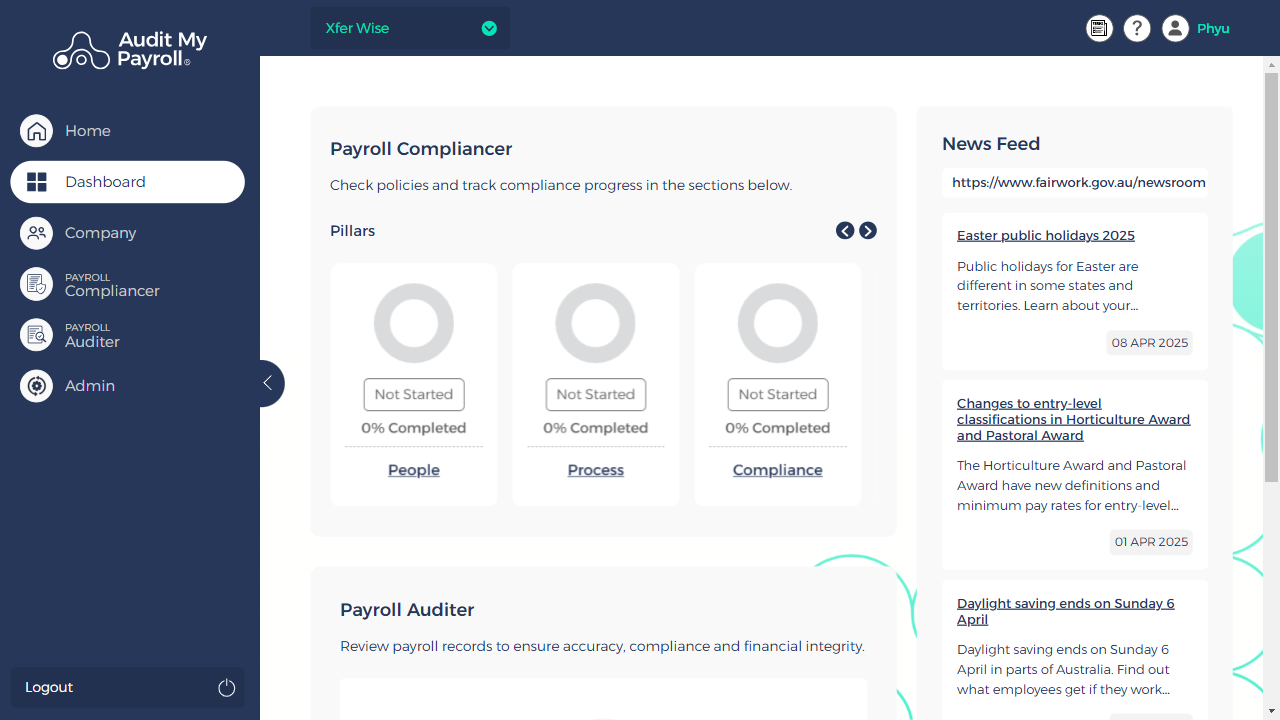 Audit My
Payroll®
Xfer Wise
?
Phyu
Home
Dashboard
Company
PAYROLL
Compliancer
PAYROLL
Auditer
Admin
Logout
Payroll Compliancer
Check policies and track compliance progress in the sections below.
Pillars
Not Started
0% Completed
People
Not Started
0% Completed
Process
Not Started
0% Completed
Compliance
Payroll Auditer
Review payroll records to ensure accuracy, compliance and financial integrity.
News Feed
https://www.fairwork.gov.au/newsroom
Easter public holidays 2025
Public holidays for Easter are
different in some states and
territories. Learn about your...
08 APR 2025
Changes to entry-level
classifications in Horticulture Award
and Pastoral Award
The Horticulture Award and Pastoral
Award have new definitions and
minimum pay rates for entry-level...
01 APR 2025
Daylight saving ends on Sunday 6
April
Daylight saving ends on Sunday 6
April in parts of Australia. Find out
what employees get if they work...